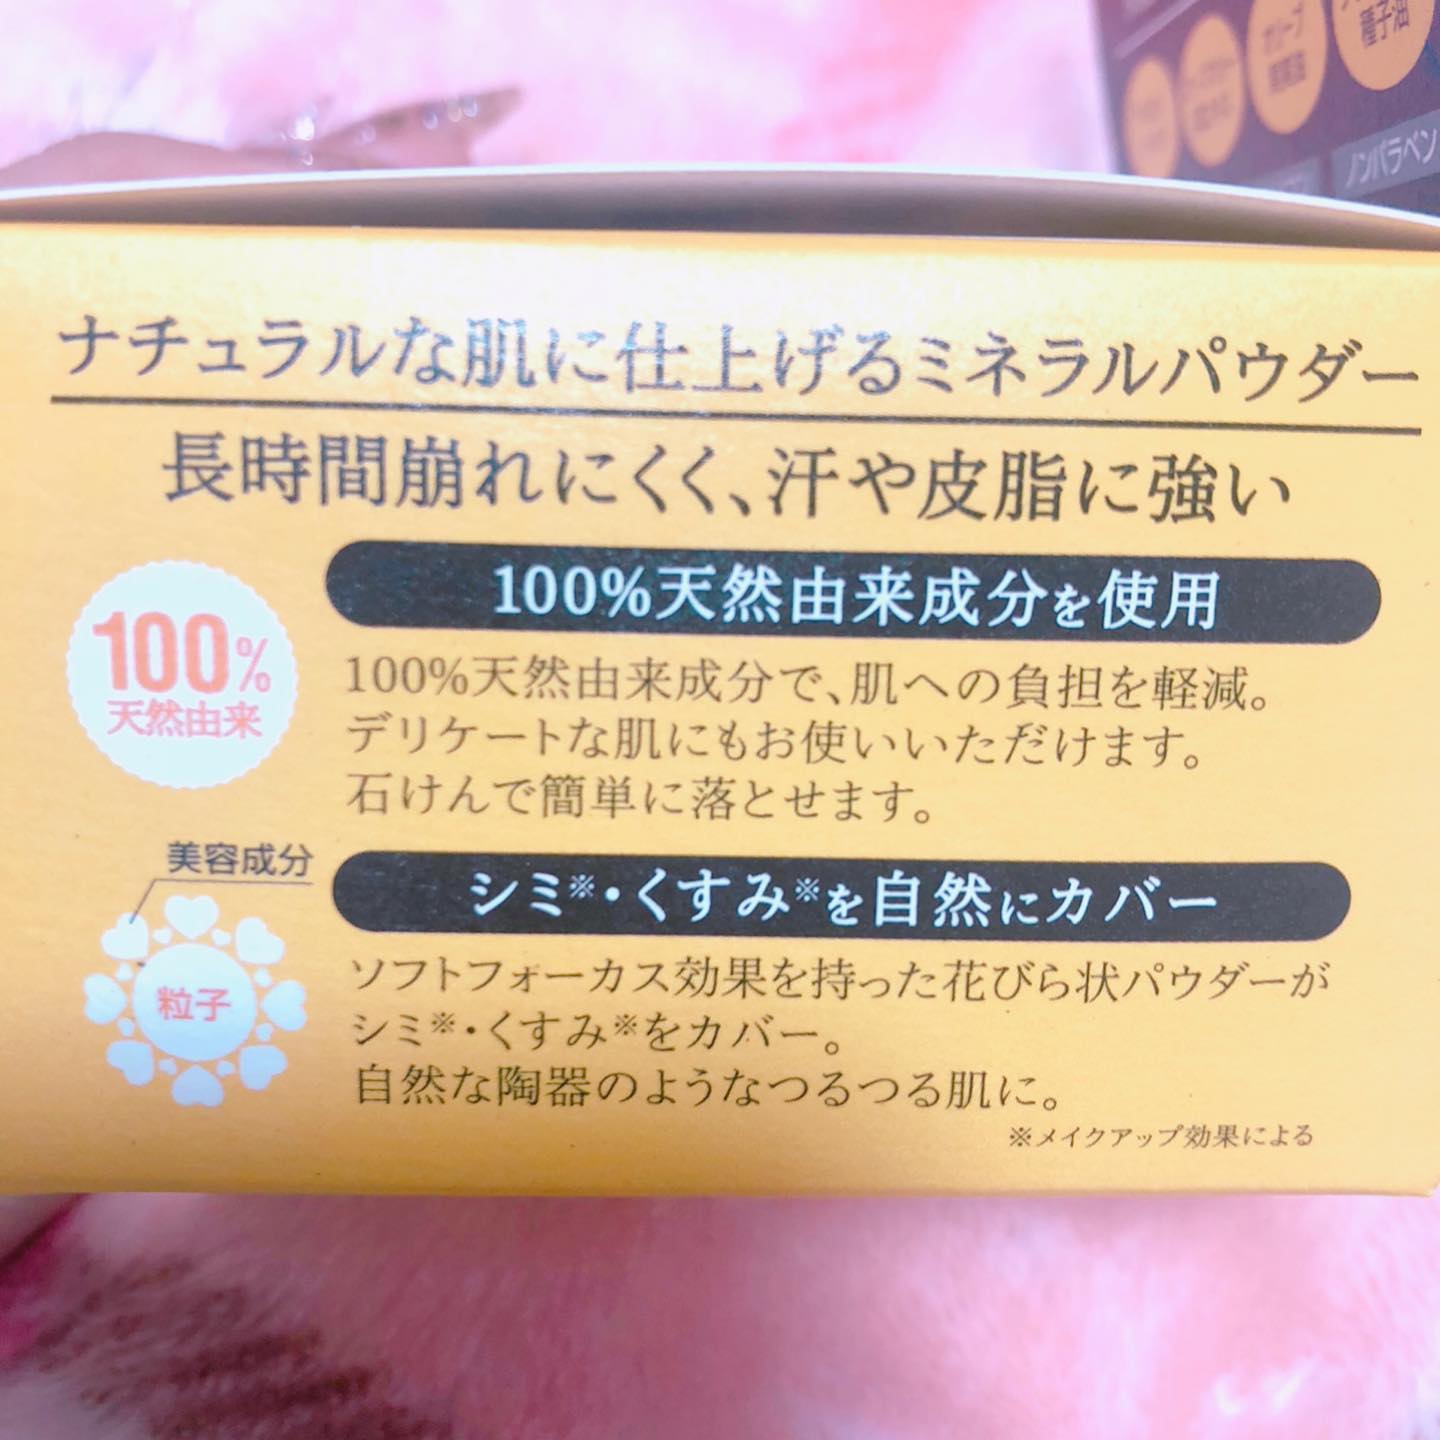 オリーブ
種子油
ノンパラベン
ナチュラルな肌に仕上げるミネラルパウダー
長時間崩れにくく、汗や皮脂に強い
100%天然由来成分を使用
100%
天然由来
100%天然由来成分で、肌への負担を軽減。
デリケートな肌にもお使いいただけます。
石けんで簡単に落とせます。
美容成分
粒子
シミ※・くすみ※を自然にカバー
ソフトフォーカス効果を持った花びら状パウダーが
シミ※・くすみ※をカバー。
自然な陶器のようなつるつる肌に。
※メイクアップ効果による